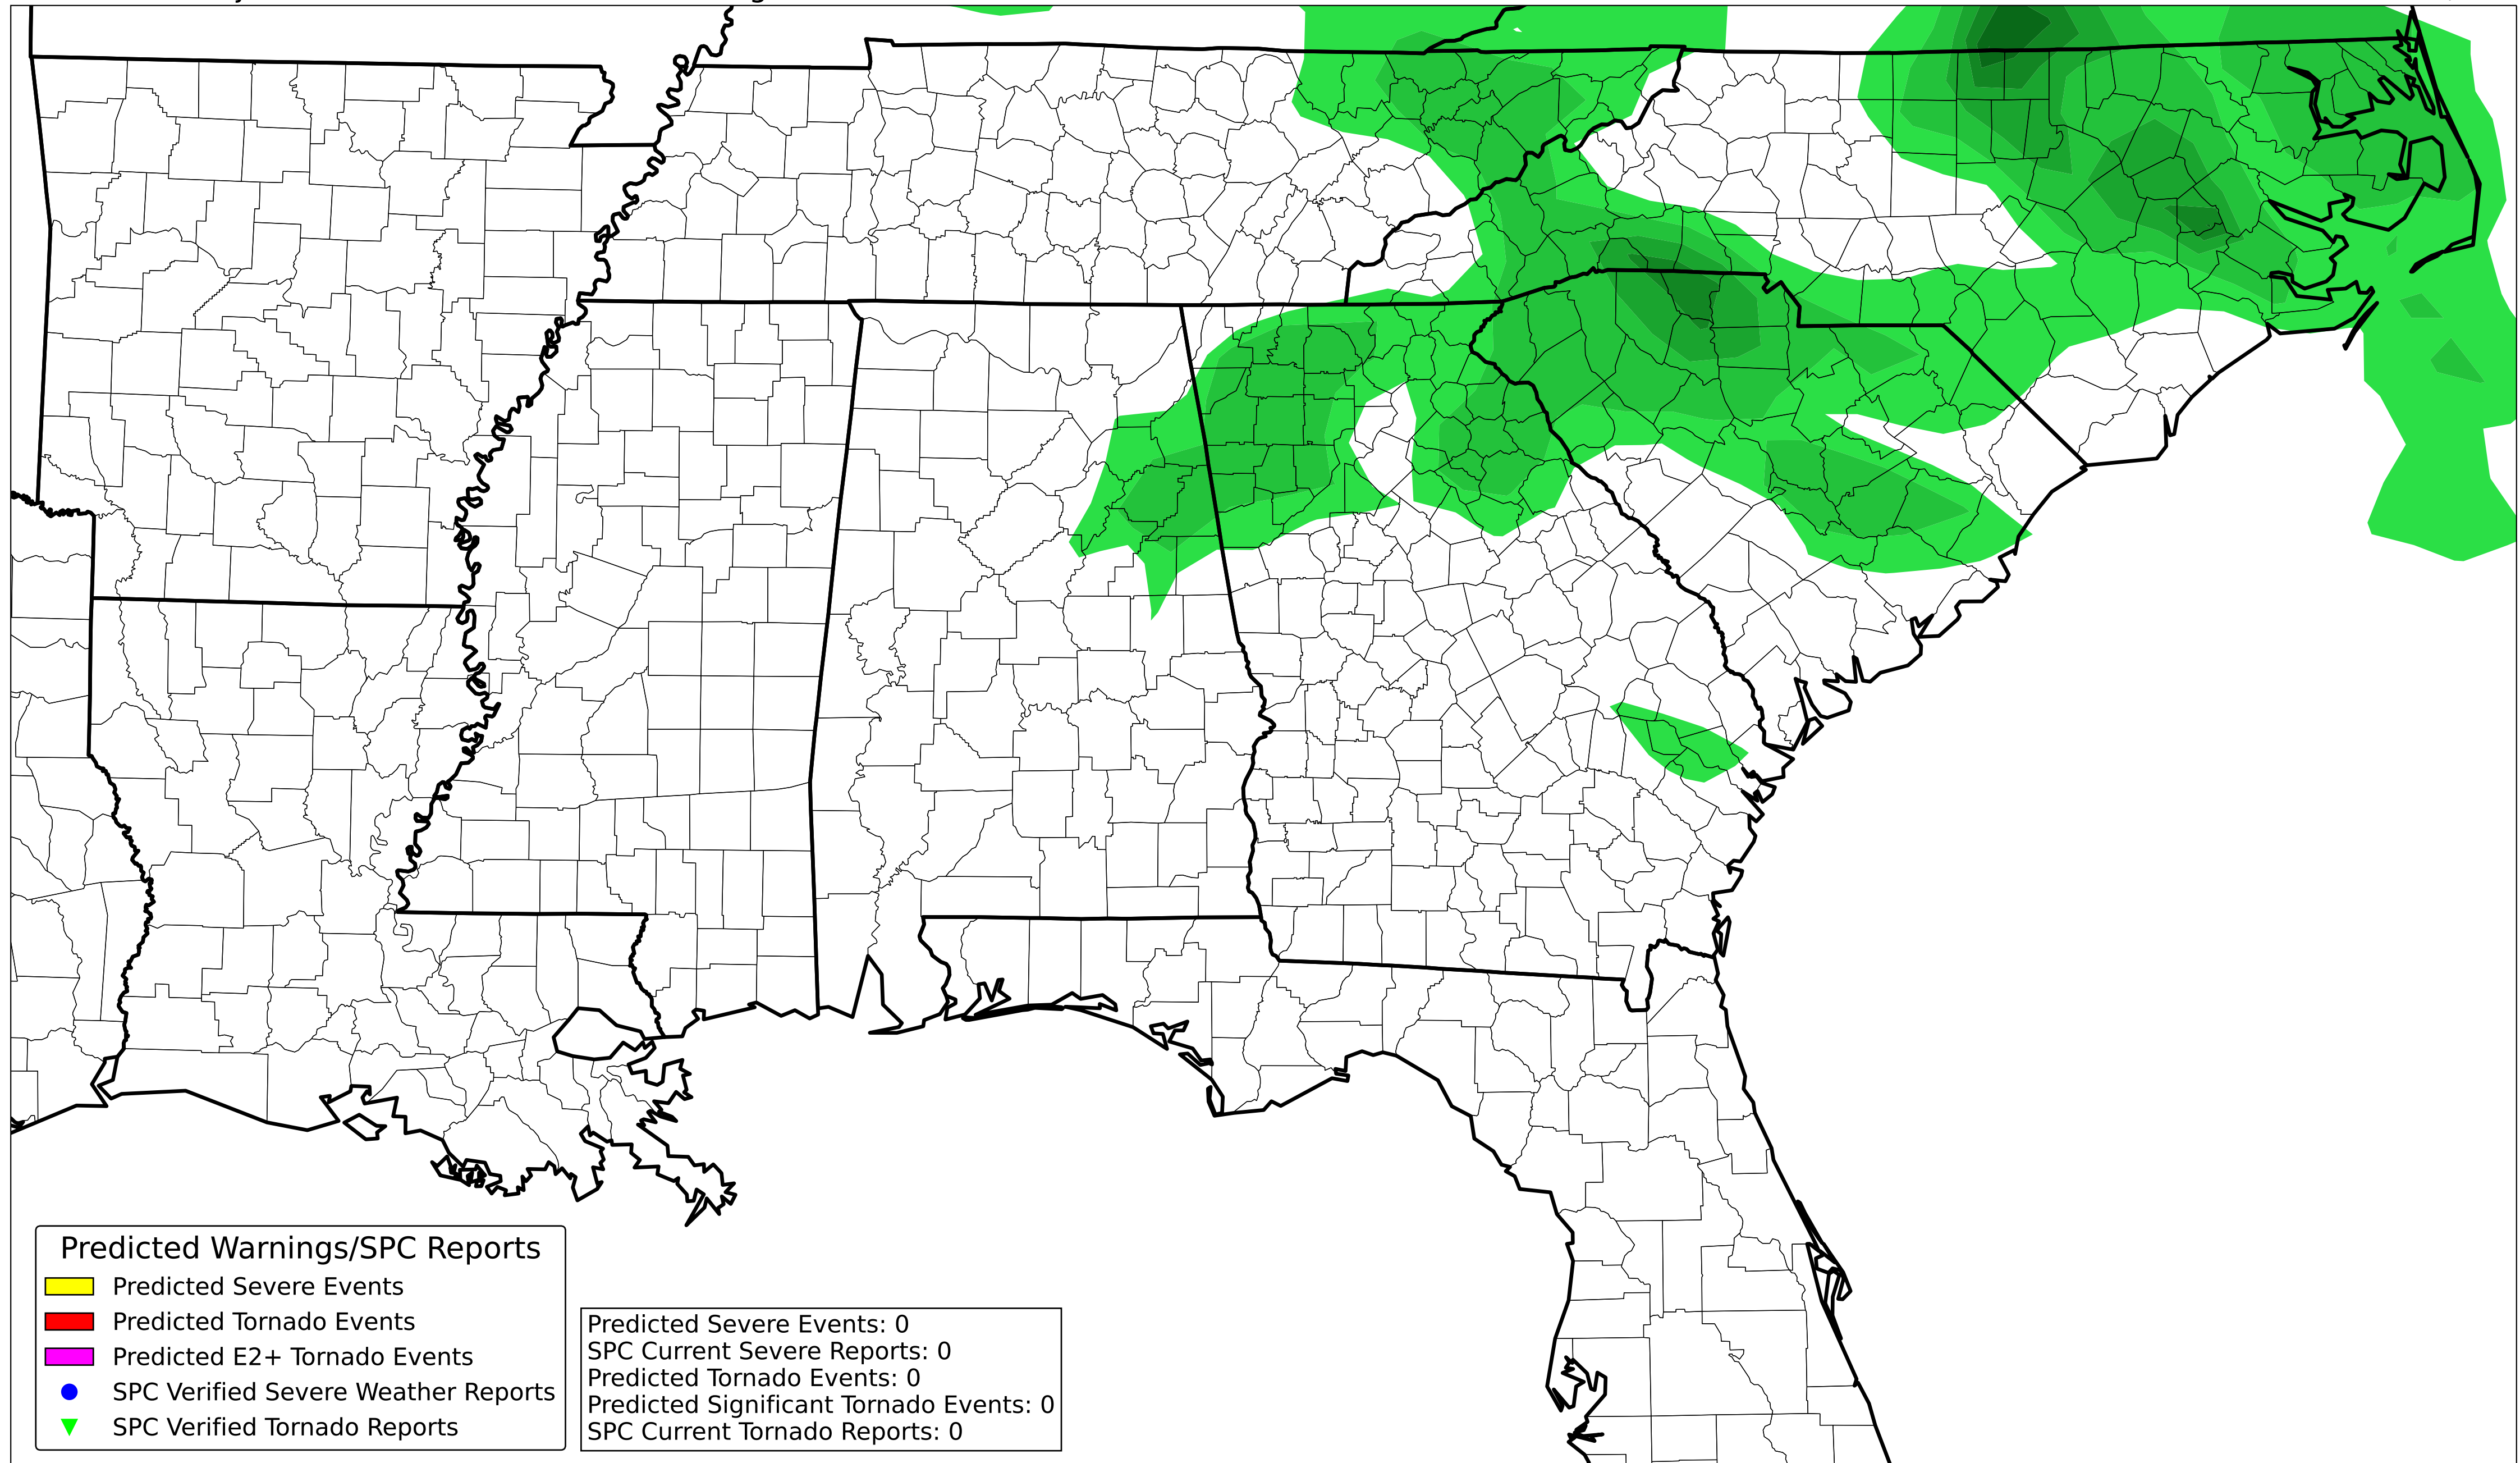 Predicted Warnings/SPC Reports
Predicted Severe Events
Predicted Tornado Events
Predicted E2+ Tornado Events
SPC Verified Severe Weather Reports
SPC Verified Tornado Reports
Predicted Severe Events: 0
SPC Current Severe Reports: 0
Predicted Tornado Events: 0
Predicted Significant Tornado Events: 0
SPC Current Tornado Reports: 0